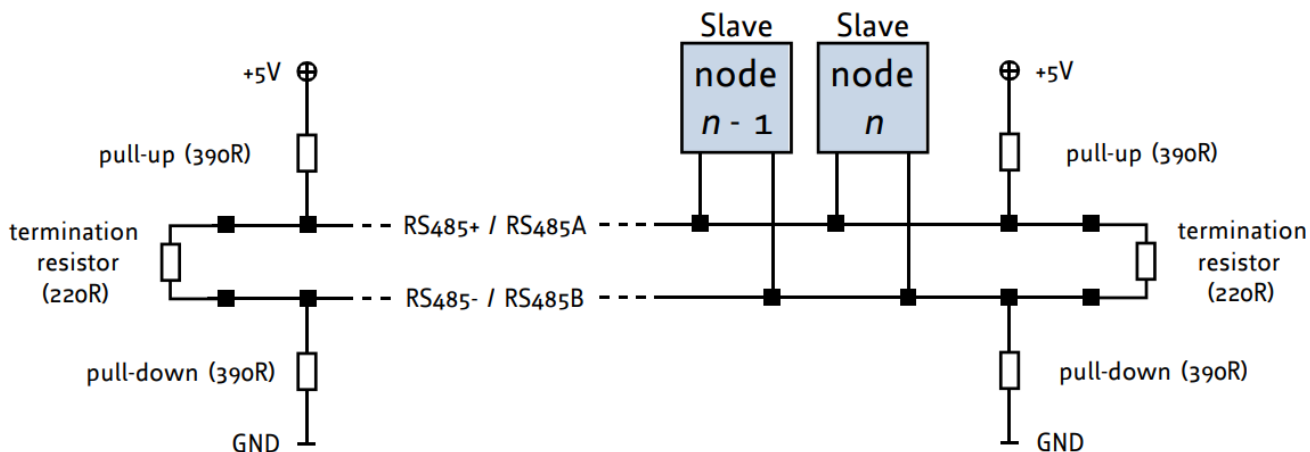 Slave
Slave
node
n - 1
node
n
+5V
+5V
pull-up (390R)
pull-up (390R)
RS485+ / RS485A
termination
resistor
(220R)
termination
resistor
(220R)
RS485- / RS485B
pull-down (390R)
pull-down (390R)
GND
GND